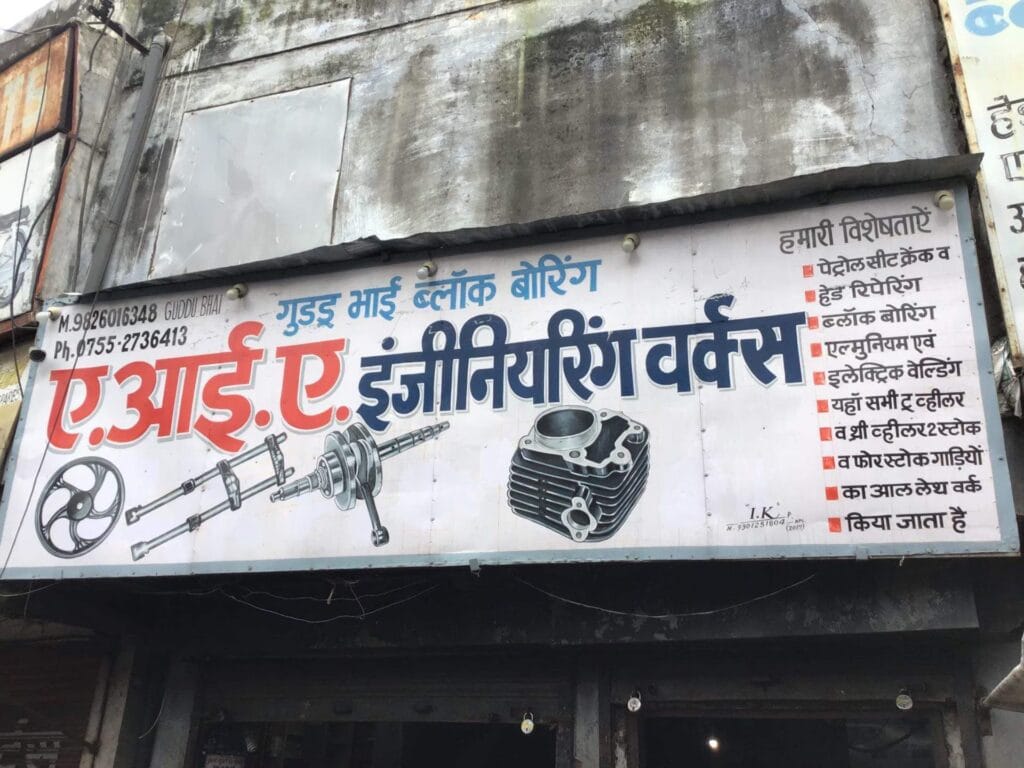 M.9826016348 GUDDU BHAI
Ph.0755-2736413
गुड्डू भाई ब्लॉक बोरिंग
ए.आई.ए. इंजीनियरिंग वर्क्स
हमारी विशेषताऐं
पेट्रोल सीट क्रेंक व
हेड रिपेरिंग
ब्लॉक बोरिंग
एल्मुनियम एवं
इलेक्ट्रिक वेल्डिंग
यहाँ सभी टू व्हीलर
व थ्री व्हीलर 2 स्टोक
व फोर स्टोक गाड़ियों
का आल लेथ वर्क
किया जाता है
I.K.